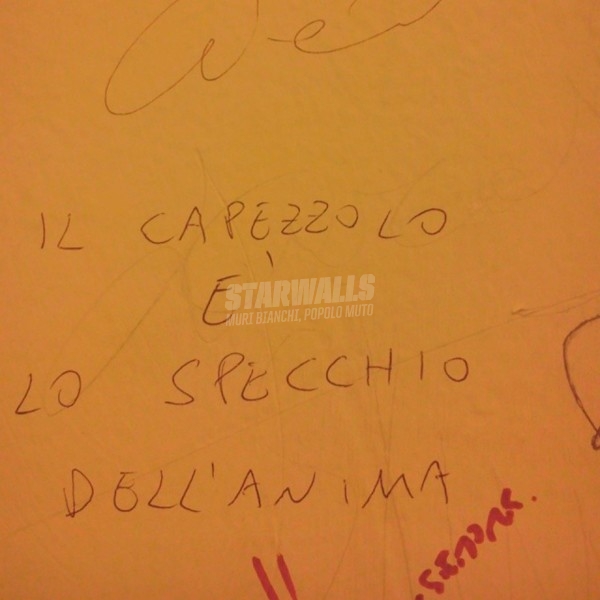 IL CAPEZZOLO
E'
STARWALLS
MURI BIANCHI, POPOLO MUTO
LO SPECCHIO
DELL'ANIMA